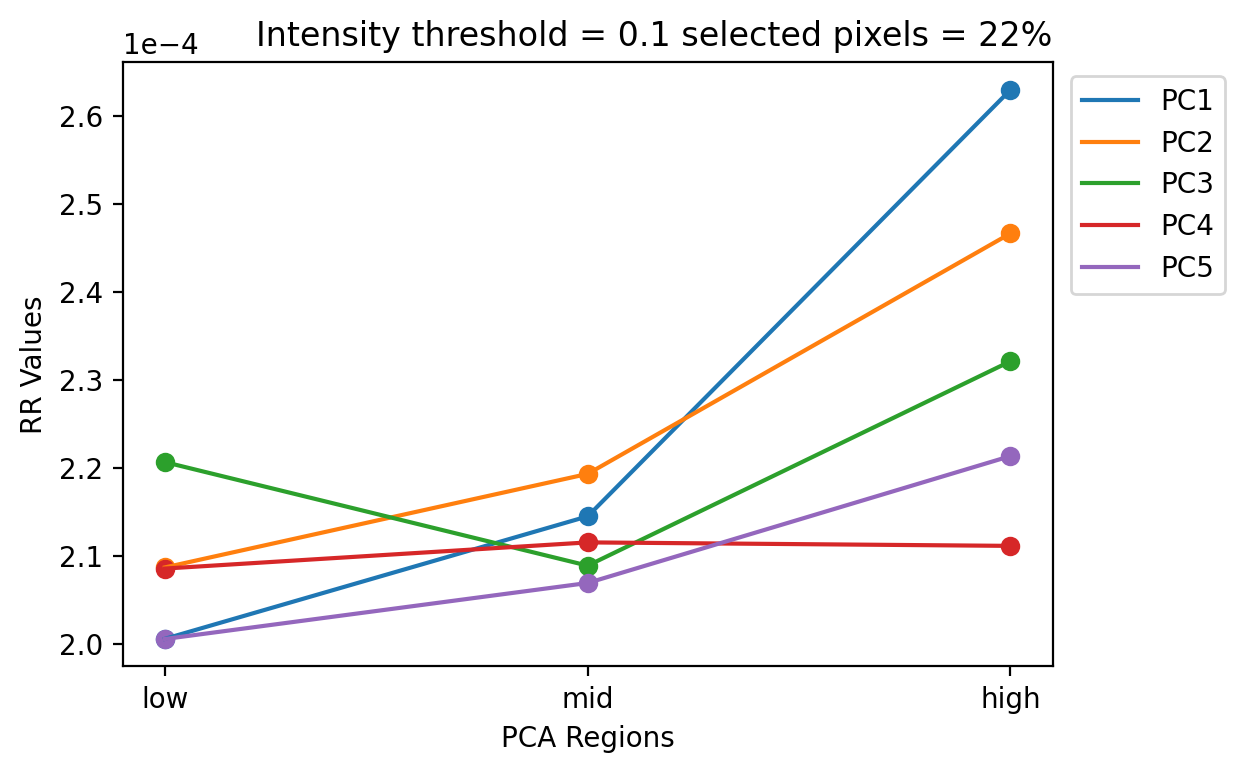 Intensity threshold = 0.1 selected pixels = 22%
1e−4
2.6
2.5
2.4
2.3
2.2
2.1
2.0
RR Values
low
mid
high
PCA Regions
PC1
PC2
PC3
PC4
PC5